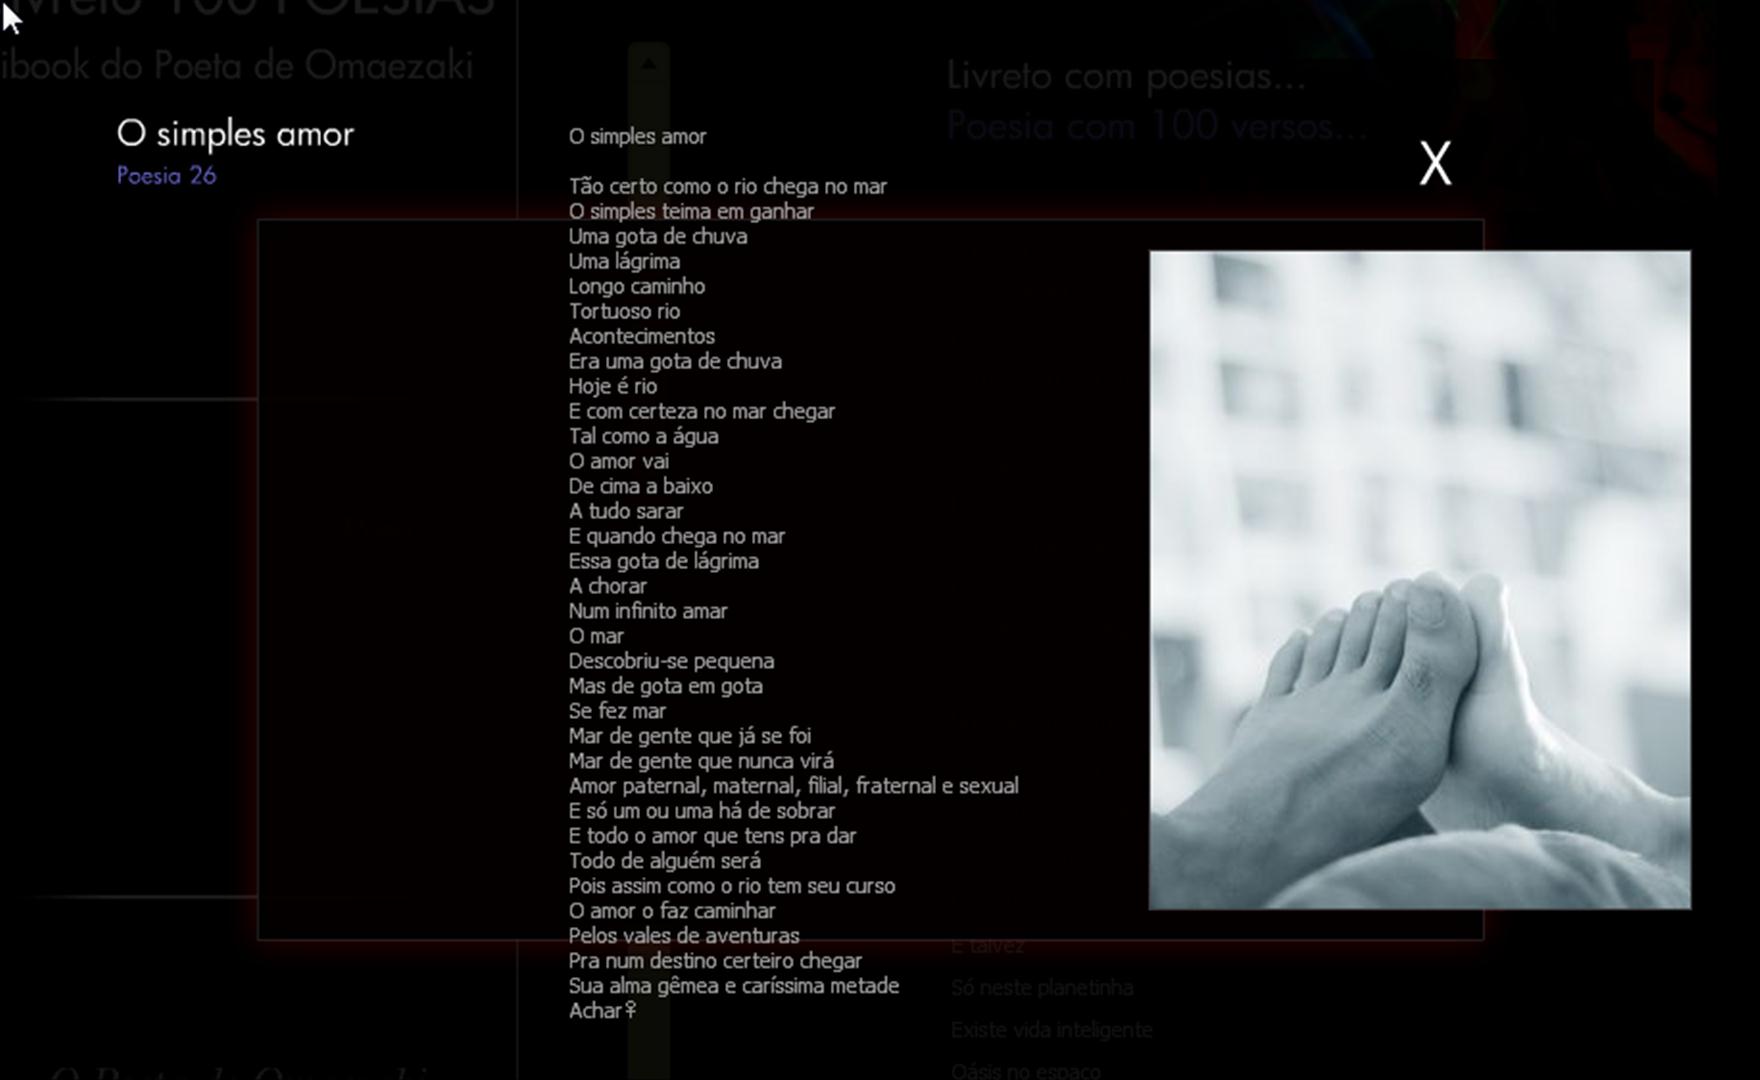 Livreto 100 POESIAS
ibook do Poeta de Omaezaki
Livreto com poesias...
Poesia com 100 versos...
O simples amor
Poesia 26
X
O simples amor
Tão certo como o rio chega no mar
O simples teima em ganhar
Uma gota de chuva
Uma lágrima
Longo caminho
Tortuoso rio
Acontecimentos
Era uma gota de chuva
Hoje é rio
E com certeza no mar chegar
Tal como a água
O amor vai
De cima a baixo
A tudo sarar
E quando chega no mar
Essa gota de lágrima
A chorar
Num infinito amar
O mar
Descobriu-se pequena
Mas de gota em gota
Se fez mar
Mar de gente que já se foi
Mar de gente que nunca virá
Amor paternal, maternal, filial, fraternal e sexual
E só um ou uma há de sobrar
E todo o amor que tens pra dar
Todo de alguém será
Pois assim como o rio tem seu curso
O amor o faz caminhar
Pelos vales de aventuras
Pra num destino certeiro chegar
Sua alma gêmea e caríssima metade
Achar♀
E talvez
Só neste planetinha
Existe vida inteligente
Oásis no espaço
O Poeta de Omaezaki